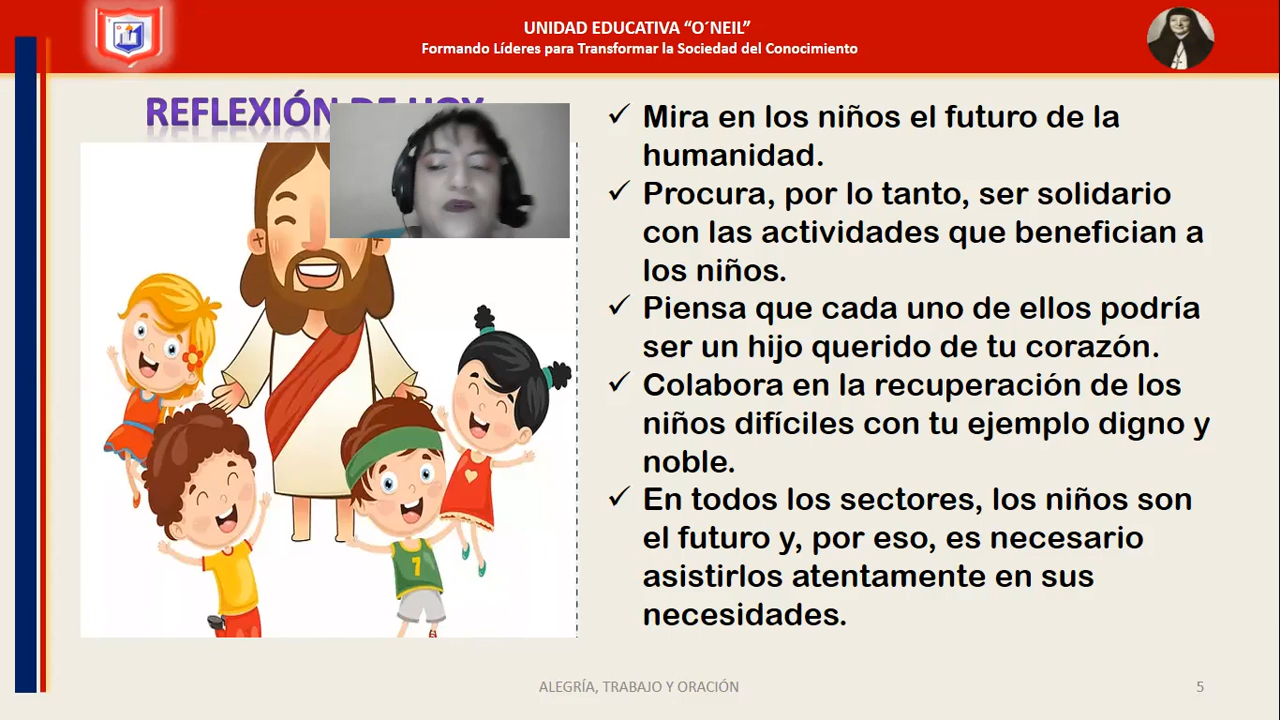 UNIDAD EDUCATIVA “O´NEIL”
Formando Líderes para Transformar la Sociedad del Conocimiento
REFLEXIÓN DE HOY
Mira en los niños el futuro de la
humanidad.
Procura, por lo tanto, ser solidario
con las actividades que benefician a
los niños.
Piensa que cada uno de ellos podría
ser un hijo querido de tu corazón.
Colabora en la recuperación de los
niños difíciles con tu ejemplo digno y
noble.
En todos los sectores, los niños son
el futuro y, por eso, es necesario
asistirlos atentamente en sus
necesidades.
1
ALEGRÍA, TRABAJO Y ORACIÓN
5